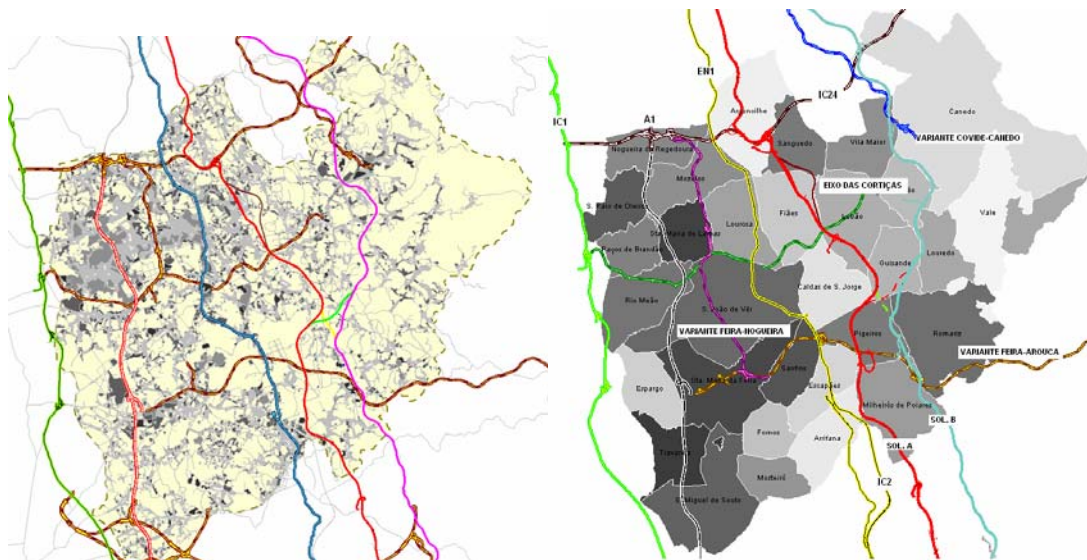 EN1
IC24
Argoncilhe
Canedo
IC1
A1
VARIANTE COVIDE-CANEDO
Sanguedo
Vila Maior
Nogueira da Regedoura
Mozelos
EIXO DAS CORTIÇAS
S. Paio de Oleiros
Fiães
Lobão
Vale
Sta. Maria de Lamas
Lourosa
Paços de Brandão
Guisande
Louredo
Caldas de S. Jorge
Rio Meão
S. João de Vêr
VARIANTE FEIRA-NOGUEIRA
Pigeiros
Romariz
VARIANTE FEIRA-AROUCA
Sta. Maria da Feira
Sanfins
Espargo
Escapães
Milheirós de Poiares
SOL. B
Fornos
Arrifana
SOL. A
Travanca
Mosteirô
IC2
S. Miguel de Souto